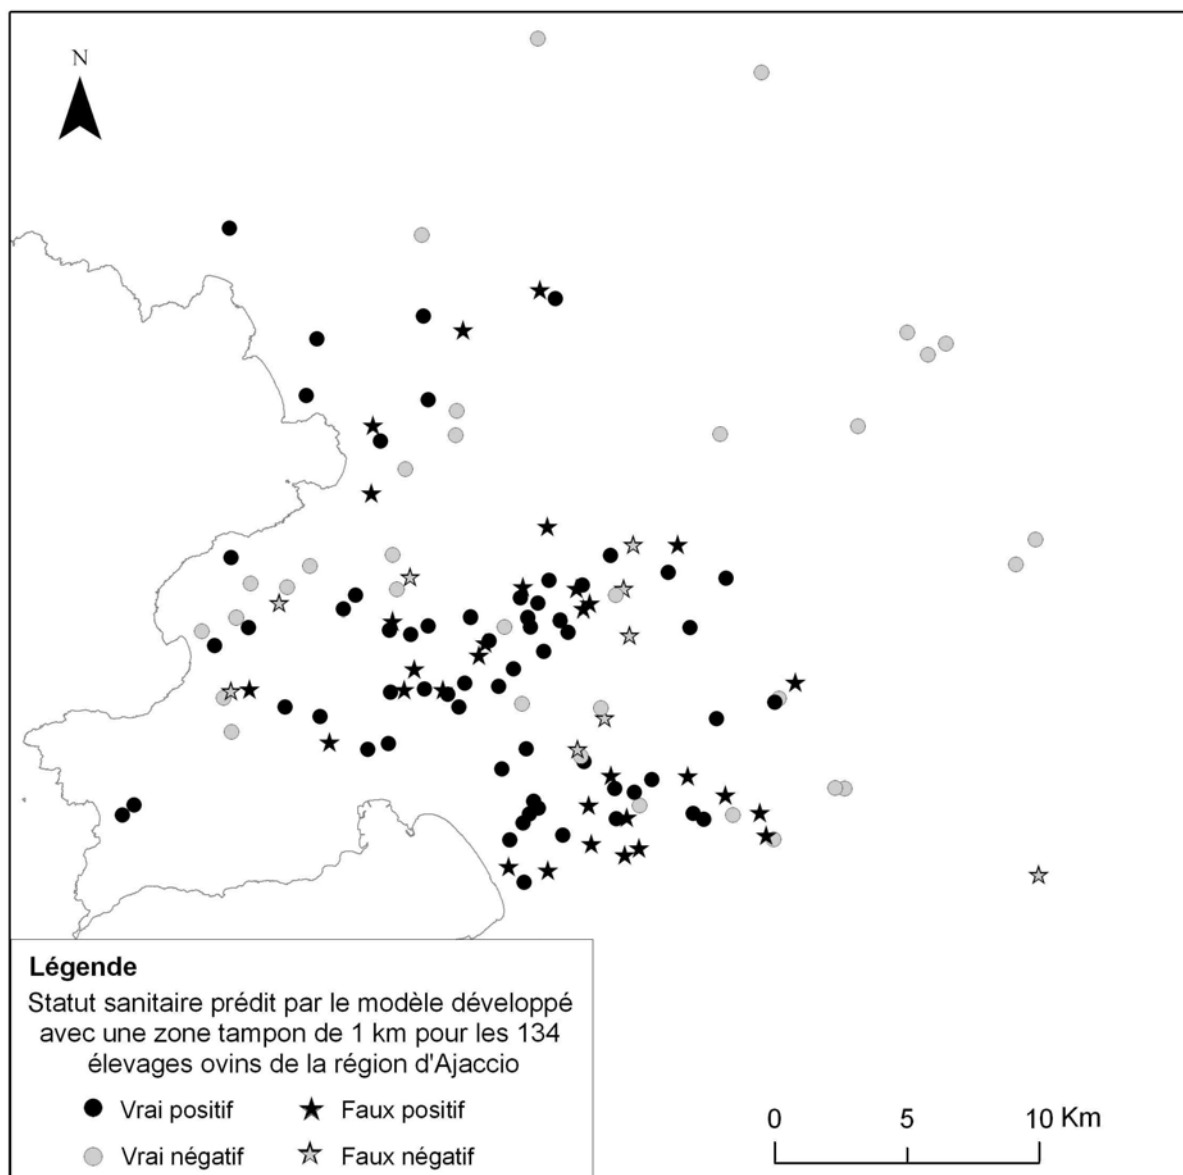 N
Légende
Statut sanitaire prédit par le modèle développé
avec une zone tampon de 1 km pour les 134
élevages ovins de la région d'Ajaccio
Vrai positif Faux positif
Vrai négatif Faux négatif
0 5 10 Km